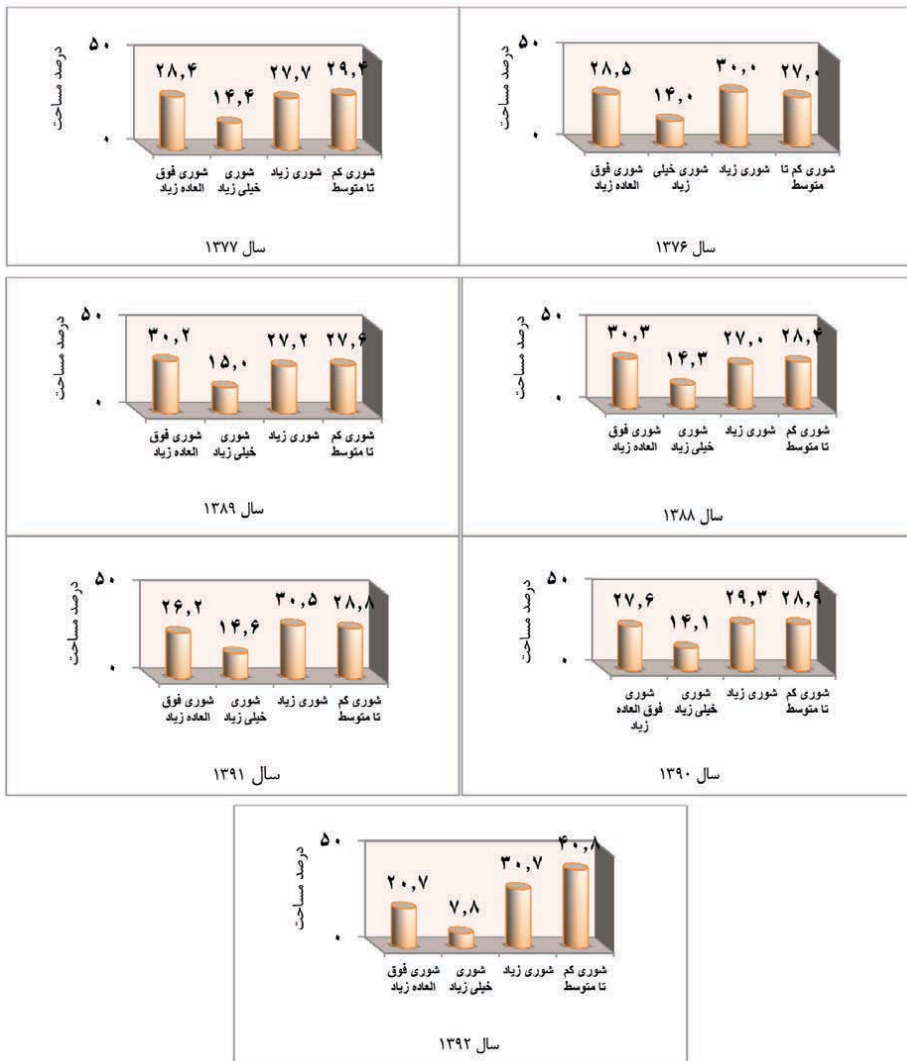 درصد مساحت
۵۰
۰
۲۷,۰
۳۰,۰
۱۴,۰
۲۸,۵
شوری کم تا
متوسط
شوری زیاد
شوری خیلی
زیاد
شوری فوق
العاده زیاد
سال ۱۳۷۶
درصد مساحت
۵۰
۰
۲۹,۴
۲۷,۷
۱۴,۴
۲۸,۴
شوری کم
تا متوسط
شوری زیاد
شوری
خیلی زیاد
شوری فوق
العاده زیاد
سال ۱۳۷۷
درصد مساحت
۵۰
۰
۲۸,۴
۲۷,۰
۱۴,۳
۳۰,۳
شوری کم
تا متوسط
شوری زیاد
شوری
خیلی زیاد
شوری فوق
العاده زیاد
سال ۱۳۸۸
درصد مساحت
۵۰
۰
۲۷,۶
۲۷,۲
۱۵,۰
۳۰,۲
شوری کم
تا متوسط
شوری زیاد
شوری
خیلی زیاد
شوری فوق
العاده زیاد
سال ۱۳۸۹
درصد مساحت
۵۰
۰
۲۸,۹
۲۹,۳
۱۴,۱
۲۷,۶
شوری کم
تا متوسط
شوری زیاد
شوری
خیلی زیاد
شوری
فوق العاده
زیاد
سال ۱۳۹۰
درصد مساحت
۵۰
۰
۲۸,۸
۳۰,۵
۱۴,۶
۲۶,۲
شوری کم
تا متوسط
شوری زیاد
شوری
خیلی زیاد
شوری فوق
العاده زیاد
سال ۱۳۹۱
درصد مساحت
۵۰
۰
۴۰,۸
۳۰,۷
۷,۸
۲۰,۷
شوری کم
تا متوسط
شوری زیاد
شوری
خیلی زیاد
شوری فوق
العاده زیاد
سال ۱۳۹۲